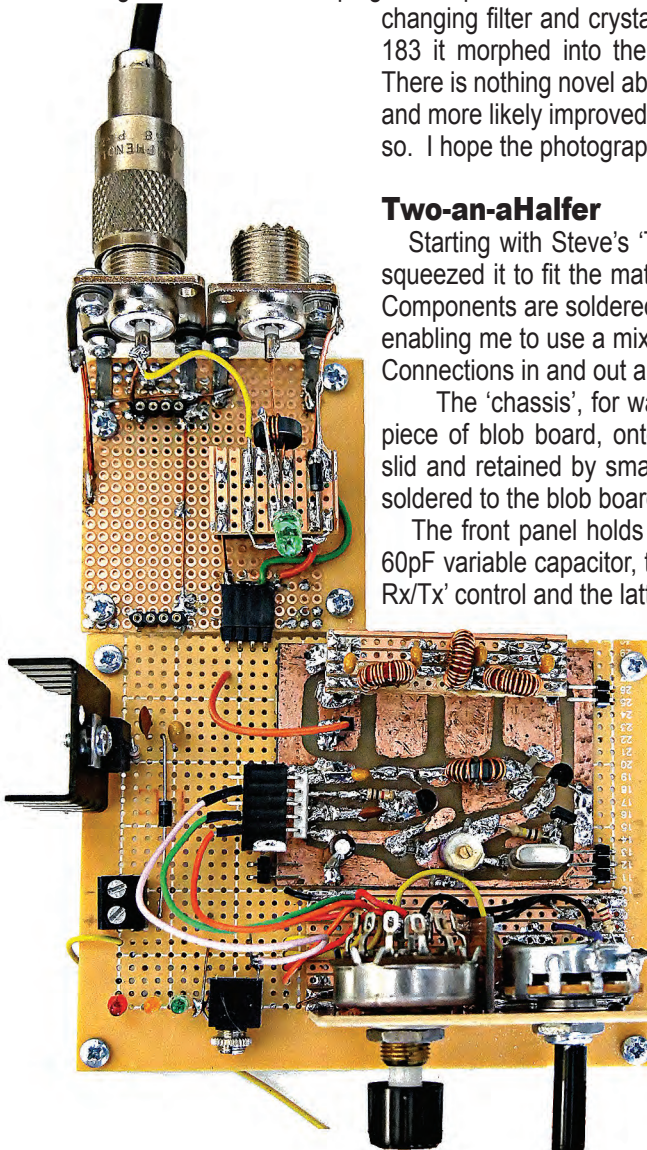 changing filter and crysta
183 it morphed into the
There is nothing novel ab
and more likely improved
so. I hope the photograp
Two-an-aHalfer
Starting with Steve's 'T
squeezed it to fit the mat
Components are soldered
enabling me to use a mix
Connections in and out a
The 'chassis', for wa
piece of blob board, ont
slid and retained by sma
soldered to the blob boar
The front panel holds
60pF variable capacitor, t
Rx/Tx' control and the lat